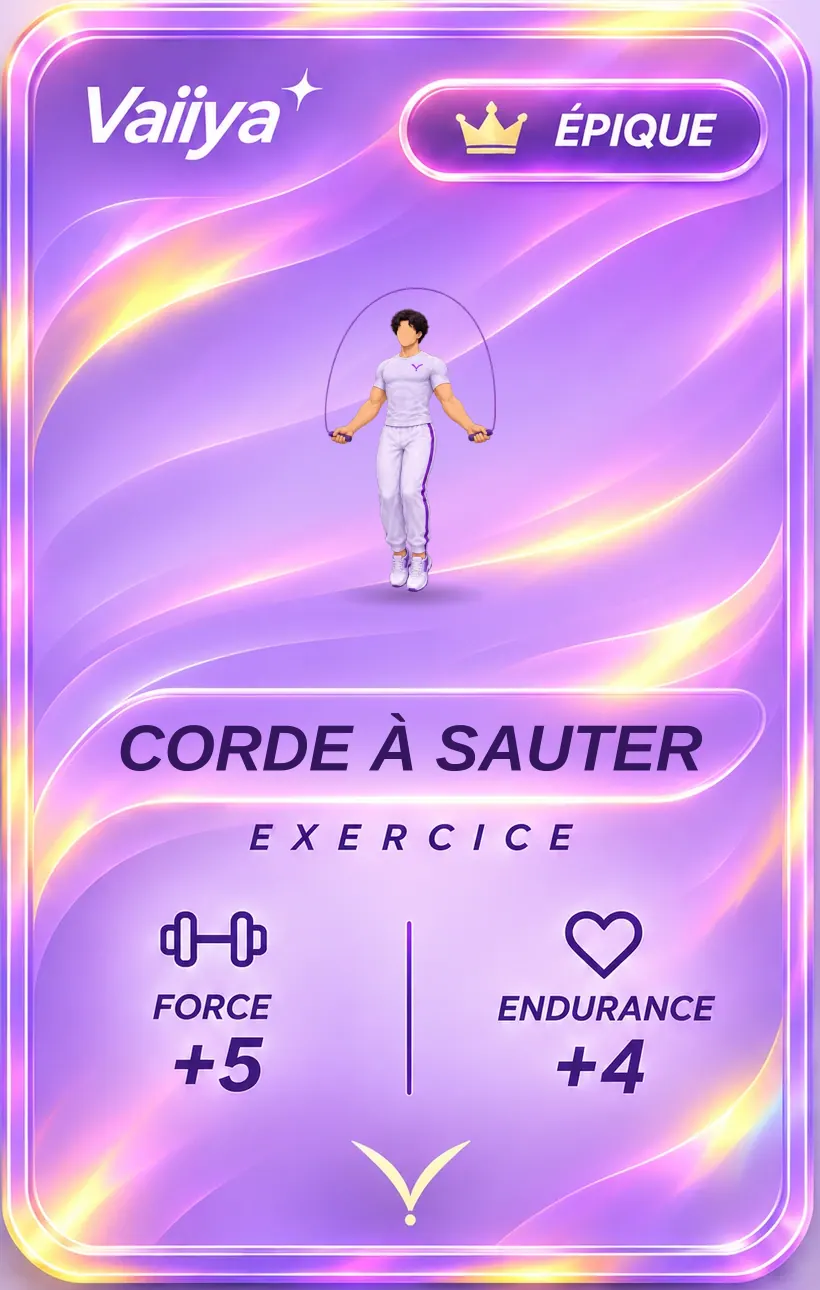 Vaiiya
ÉPIQUE
CORDE À SAUTER
EXERCICE
FORCE
+5
ENDURANCE
+4